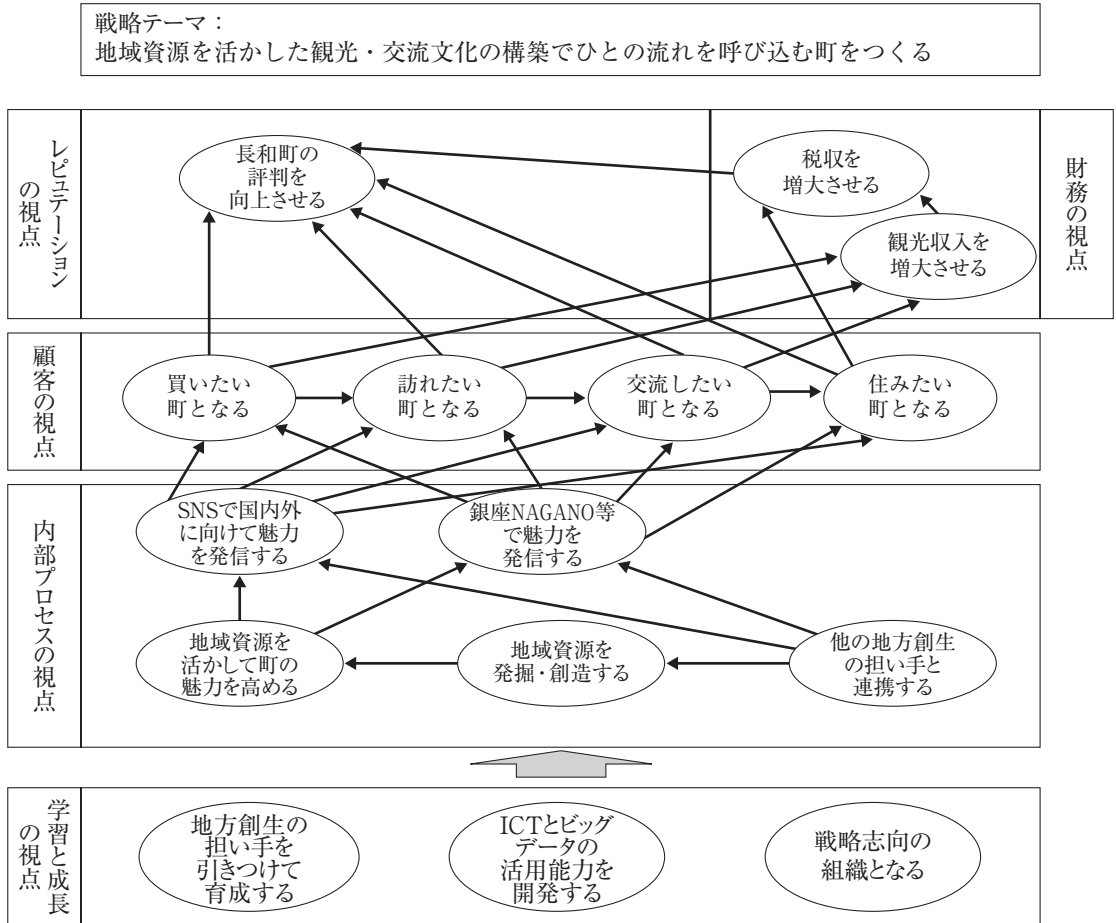 戦略テーマ：
地域資源を活かした観光・交流文化の構築でひとの流れを呼び込む町をつくる
レピュテーション
の視点
長和町の
評判を
向上させる
税収を
増大させる
観光収入を
増大させる
財務の視点
顧客の視点
買いたい
町となる
訪れたい
町となる
交流したい
町となる
住みたい
町となる
内部プロセスの視点
SNSで国内外
に向けて魅力
を発信する
銀座NAGANO等
で魅力を
発信する
地域資源を
活かして町の
魅力を高める
地域資源を
発掘・創造する
他の地方創生
の担い手と
連携する
学習と成長
の視点
地方創生の
担い手を
引きつけて
育成する
ICTとビッグ
データの
活用能力を
開発する
戦略志向の
組織となる